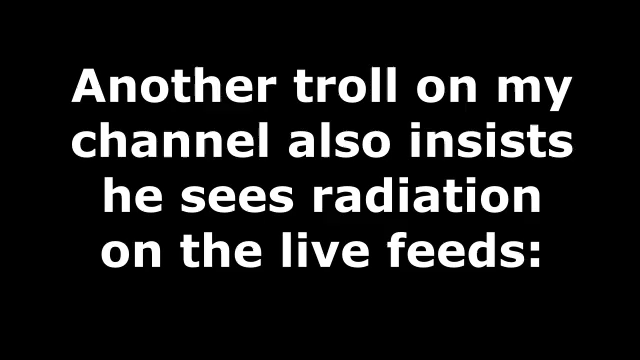 Another troll on my
channel also insists
he sees radiation
on the live feeds: